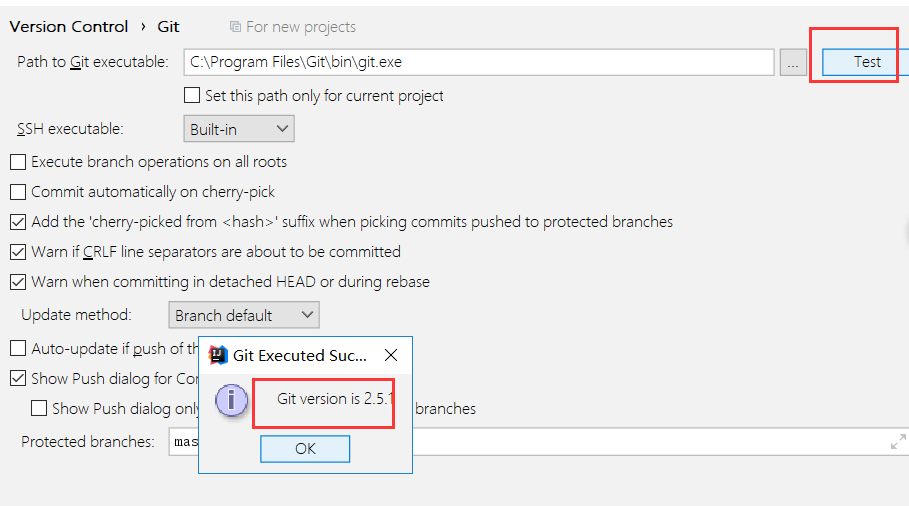 Version Control › Git For new projects
Path to Git executable: C:\Program Files\Git\bin\git.exe ... Test
Set this path only for current project
SSH executable: Built-in
Execute branch operations on all roots
Commit automatically on cherry-pick
Add the 'cherry-picked from <hash>' suffix when picking commits pushed to protected branches
Warn if CRLF line separators are about to be committed
Warn when committing in detached HEAD or during rebase
Update method: Branch default
Auto-update if push of th
Git Executed Suc...
Show Push dialog for Co
Git version is 2.5.1
Show Push dialog only branches
Protected branches: mas
OK